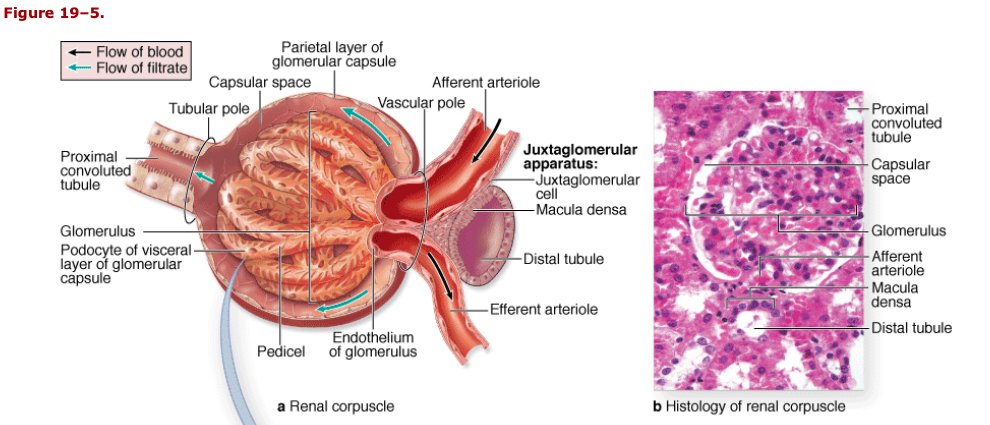 Figure 19–5.
Flow of blood
Flow of filtrate
Parietal layer of
glomerular capsule
Capsular space
Tubular pole
Vascular pole
Afferent arteriole
Proximal
convoluted
tubule
Juxtaglomerular
apparatus:
Juxtaglomerular
cell
Macula densa
Glomerulus
Podocyte of visceral
layer of glomerular
capsule
Distal tubule
Efferent arteriole
Pedicel
Endothelium
of glomerulus
a Renal corpuscle
Proximal
convoluted
tubule
Capsular
space
Glomerulus
Afferent
arteriole
Macula
densa
Distal tubule
b Histology of renal corpuscle